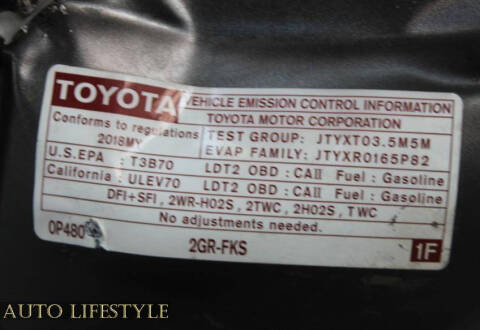 TOYOTA
VEHICLE EMISSION CONTROL INFORMATION
TOYOTA MOTOR CORPORATION
Conforms to regulations
2018MY
TEST GROUP: JTYXT03.5M5M
EVAP FAMILY: JTYXR0165P82
U.S.EPA : T3B70 LDT2 OBD : CAII Fuel : Gasoline
California : ULEV70 LDT2 OBD : CAII Fuel : Gasoline
DFI+SFI , 2WR-HO2S , 2TWC , 2HO2S , TWC
No adjustments needed.
0P480 2GR-FKS 1F
AUTO LIFESTYLE